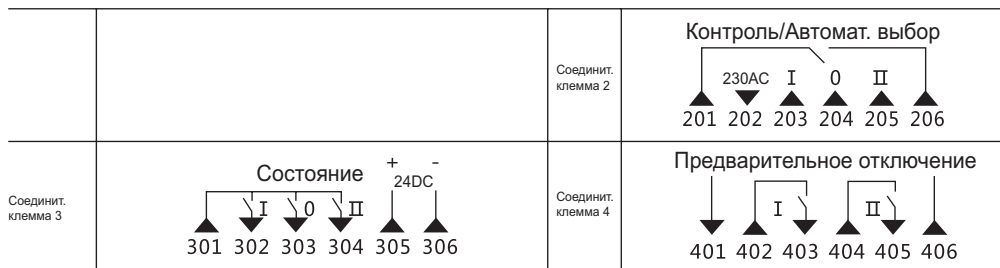 Соединит.
клемма 2
Контроль/Автомат. выбор
230AC I 0 II
201 202 203 204 205 206
Соединит.
клемма 3
Состояние
+ -
24DC
I 0 II
301 302 303 304 305 306
Соединит.
клемма 4
Предварительное отключение
I II
401 402 403 404 405 406